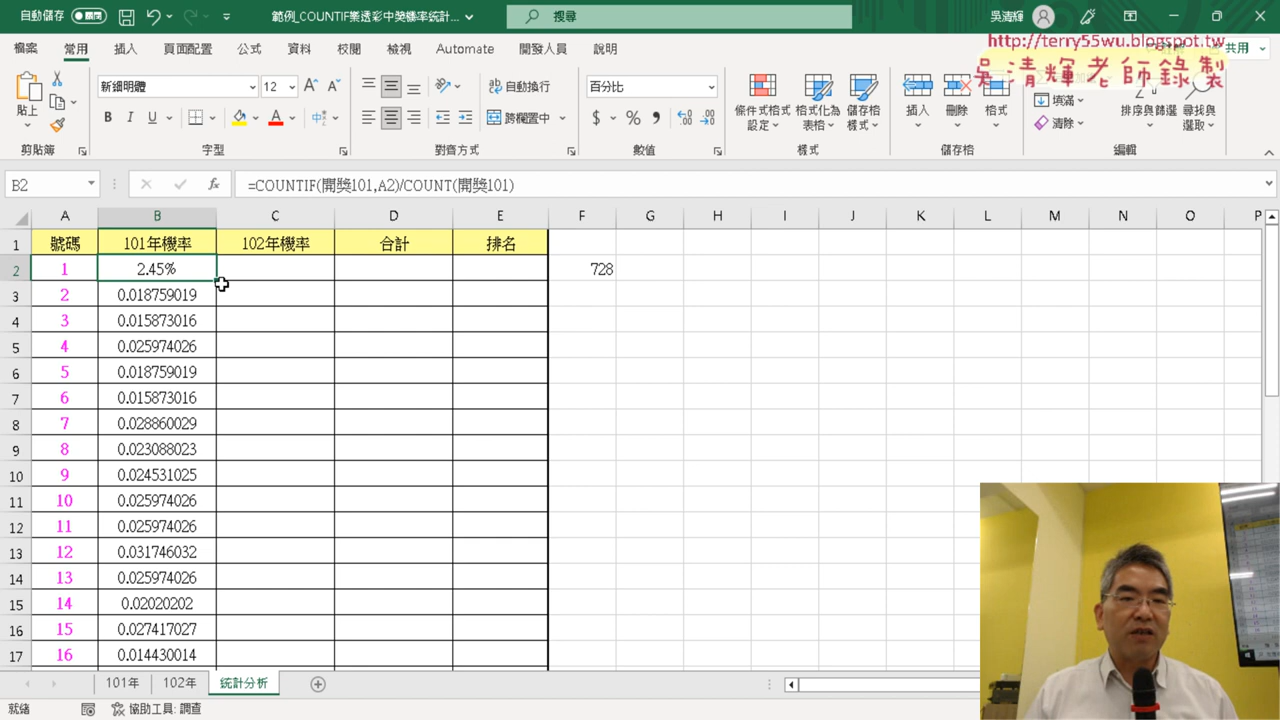 自動儲存 關閉 範例_COUNTIF樂透彩中獎機率統計... 搜尋 吳清輝
http://terry55wu.blogspot.tw
吳清輝老師錄製
檔案 常用 插入 頁面配置 公式 資料 校閱 檢視 Automate 開發人員 說明 共用
貼上 新細明體 12 自動換行 百分比 條件式格式設定 格式化為表格 儲存格樣式 插入 刪除 格式 填滿 清除 排序與篩選 尋找與選取
B I U 跨欄置中 $ %
剪貼簿 字型 對齊方式 數值 樣式 儲存格 編輯
B2 fx =COUNTIF(開獎101,A2)/COUNT(開獎101)
A B C D E F G H I J K L M N O P
1 號碼 101年機率 102年機率 合計 排名
2 1 2.45% 728
3 2 0.018759019
4 3 0.015873016
5 4 0.025974026
6 5 0.018759019
7 6 0.015873016
8 7 0.028860029
9 8 0.023088023
10 9 0.024531025
11 10 0.025974026
12 11 0.025974026
13 12 0.031746032
14 13 0.025974026
15 14 0.02020202
16 15 0.027417027
17 16 0.014430014
101年 102年 統計分析
就緒 協助工具: 調查